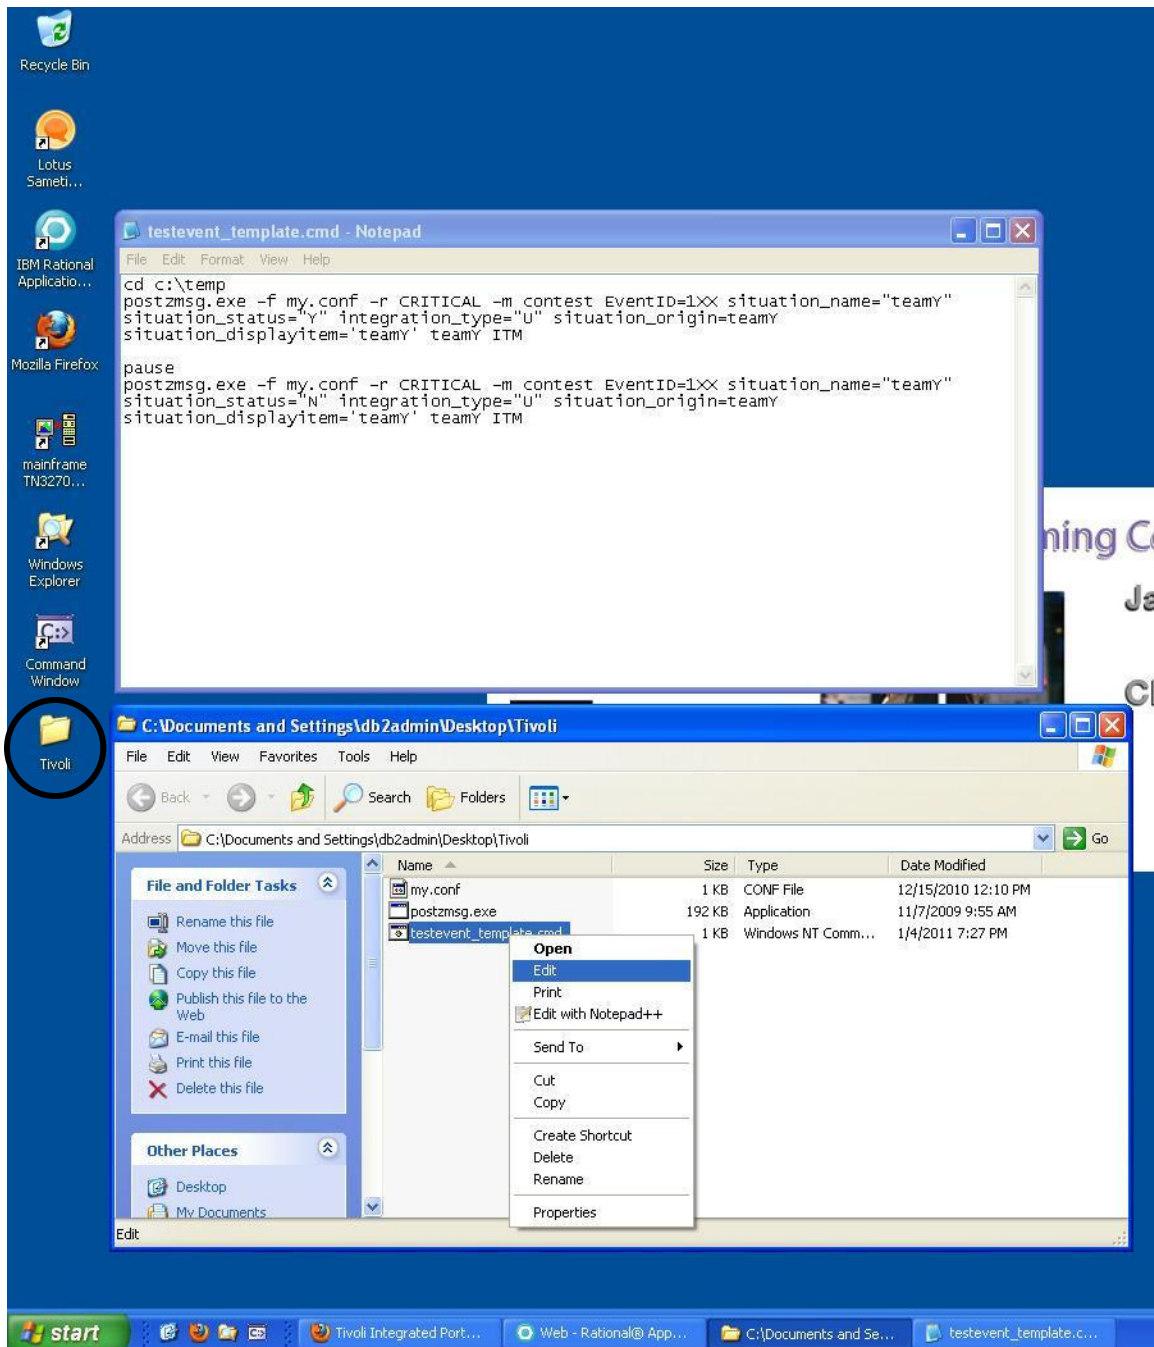 Recycle Bin
Lotus
Sameti...
IBM Rational
Applicatio...
Mozilla Firefox
mainframe
TN3270...
Windows
Explorer
Command
Window
Tivoli
testevent_template.cmd - Notepad
File Edit Format View Help
cd c:\temp
postzmsg.exe -f my.conf -r CRITICAL -m contest EventID=1XX situation_name="teamY"
situation_status="Y" integration_type="U" situation_origin=teamY
situation_displayitem='teamY' teamY ITM
pause
postzmsg.exe -f my.conf -r CRITICAL -m contest EventID=1XX situation_name="teamY"
situation_status="N" integration_type="U" situation_origin=teamY
situation_displayitem='teamY' teamY ITM
ning
C:\Documents and Settings\db2admin\Desktop\Tivoli
File Edit View Favorites Tools Help
Back Search Folders
Address C:\Documents and Settings\db2admin\Desktop\Tivoli Go
File and Folder Tasks
Rename this file
Move this file
Copy this file
Publish this file to the
Web
E-mail this file
Print this file
Delete this file
Other Places
Desktop
My Documents
Name Size Type Date Modified
my.conf 1 KB CONF File 12/15/2010 12:10 PM
postzmsg.exe 192 KB Application 11/7/2009 9:55 AM
testevent_template.cmd 1 KB Windows NT Comm... 1/4/2011 7:27 PM
Open
Edit
Print
Edit with Notepad++
Send To
Cut
Copy
Create Shortcut
Delete
Rename
Properties
Edit
start
Tivoli Integrated Port...
Web - Rational® App...
C:\Documents and Se...
testevent_template.c...